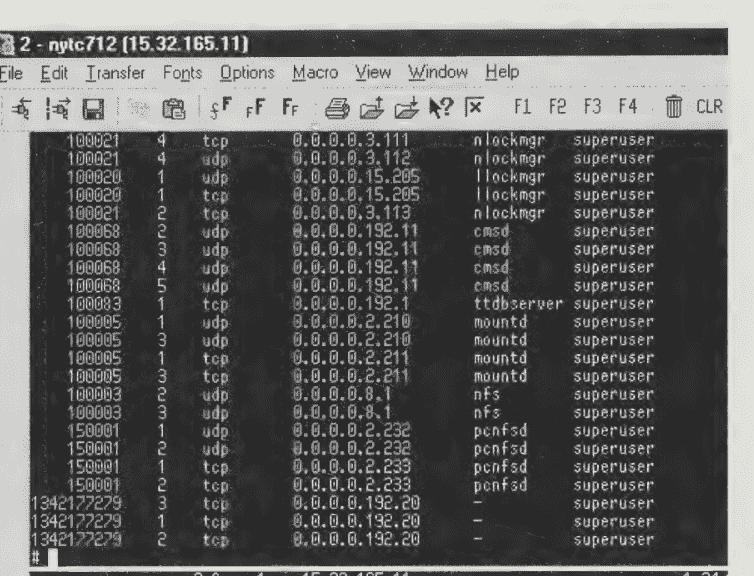 2 - nytc712 (15.32.165.11)
File Edit Transfer Fonts Options Macro View Window Help
F1 F2 F3 F4 CLR
100021 4 tcp 0.0.0.0.3.111 nlockmgr superuser
100021 4 udp 0.0.0.0.3.112 nlockmgr superuser
100020 1 udp 0.0.0.0.15.205 llockmgr superuser
100020 1 tcp 0.0.0.0.15.205 llockmgr superuser
100021 2 tcp 0.0.0.0.3.113 nlockmgr superuser
100068 2 udp 0.0.0.0.192.11 cmsd superuser
100068 3 udp 0.0.0.0.192.11 cmsd superuser
100068 4 udp 0.0.0.0.192.11 cmsd superuser
100068 5 udp 0.0.0.0.192.11 cmsd superuser
100083 1 tcp 0.0.0.0.192.1 ttdbserver superuser
100005 1 udp 0.0.0.0.2.210 mountd superuser
100005 3 udp 0.0.0.0.2.210 mountd superuser
100005 1 tcp 0.0.0.0.2.211 mountd superuser
100005 3 tcp 0.0.0.0.2.211 mountd superuser
100003 2 udp 0.0.0.0.8.1 nfs superuser
100003 3 udp 0.0.0.0.8.1 nfs superuser
150001 1 udp 0.0.0.0.2.232 pcnfsd superuser
150001 2 udp 0.0.0.0.2.232 pcnfsd superuser
150001 1 tcp 0.0.0.0.2.233 pcnfsd superuser
150001 2 tcp 0.0.0.0.2.233 pcnfsd superuser
1342177279 3 tcp 0.0.0.0.192.20 - superuser
1342177279 1 tcp 0.0.0.0.192.20 - superuser
1342177279 2 tcp 0.0.0.0.192.20 - superuser
#